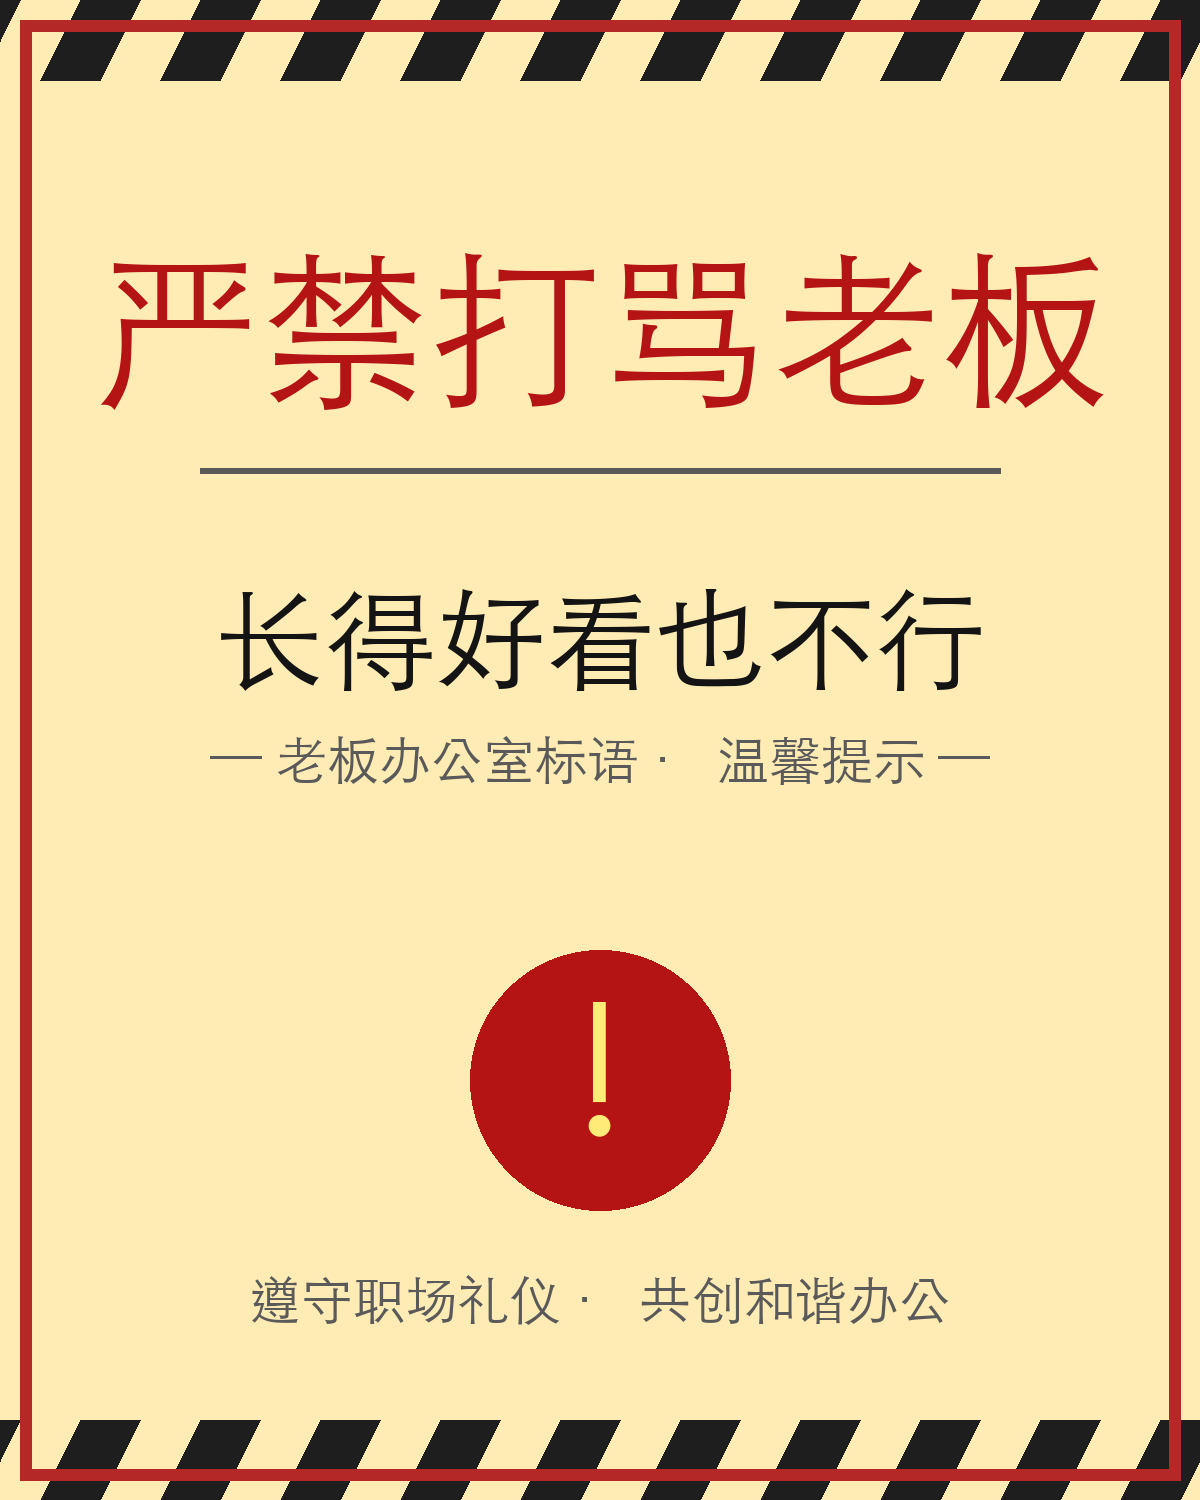 严禁打骂老板
长得好看也不行
— 老板办公室标语 · 温馨提示 —
!
遵守职场礼仪 · 共创和谐办公